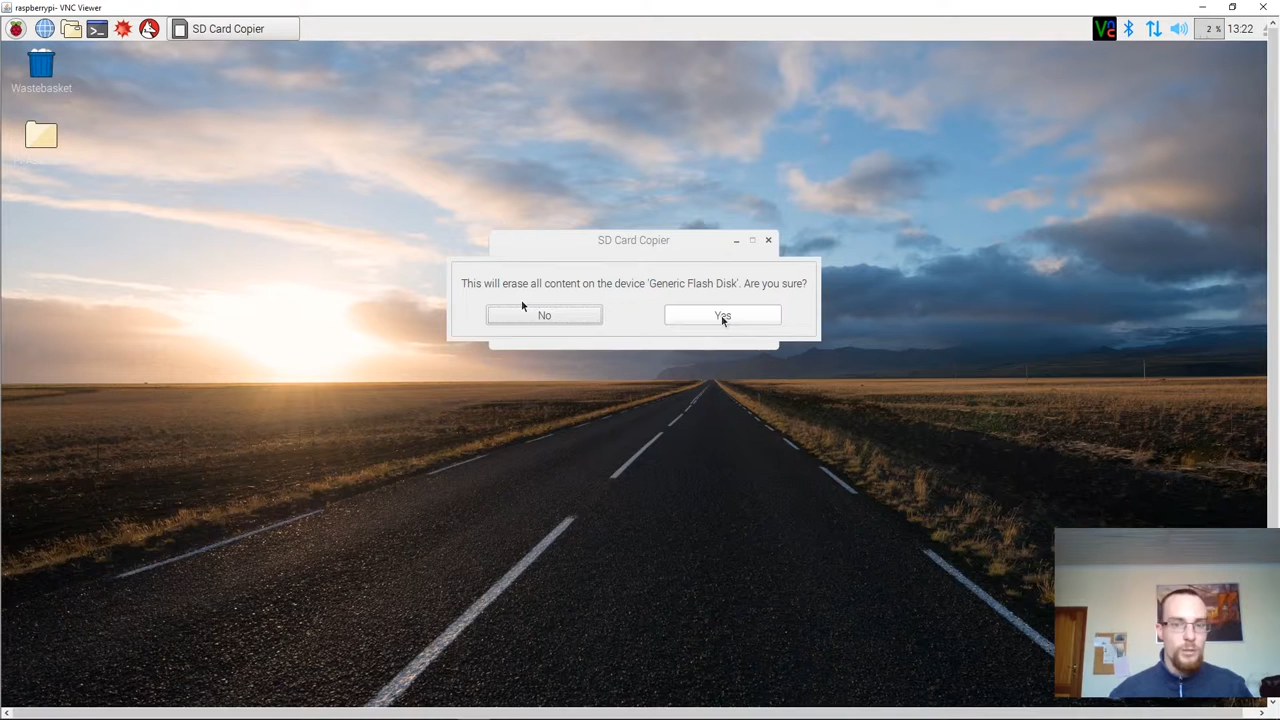 raspberrypi - VNC Viewer
SD Card Copier
2 %
13:22
Wastebasket
SD Card Copier
This will erase all content on the device 'Generic Flash Disk'. Are you sure?
No
Yes